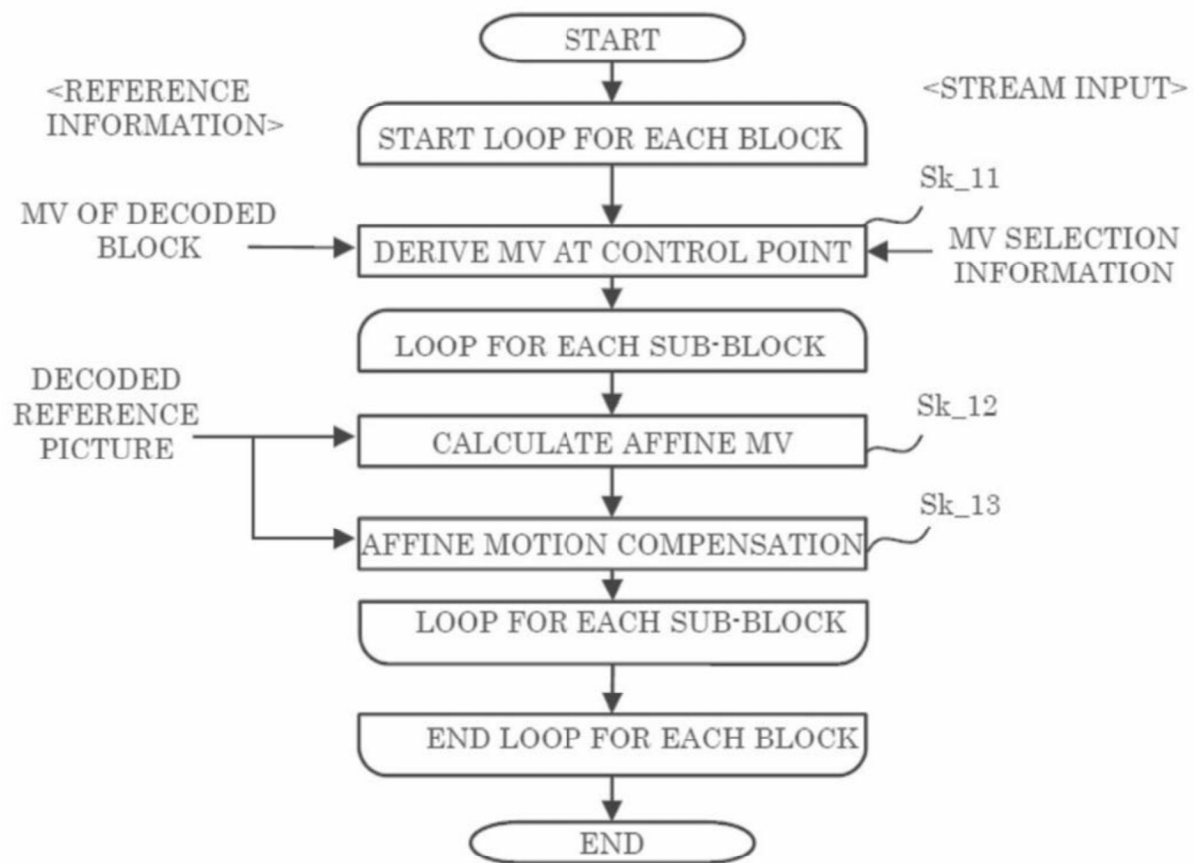 START
<REFERENCE
INFORMATION>
<STREAM INPUT>
START LOOP FOR EACH BLOCK
Sk_11
MV OF DECODED
BLOCK
DERIVE MV AT CONTROL POINT
MV SELECTION
INFORMATION
LOOP FOR EACH SUB-BLOCK
DECODED
REFERENCE
PICTURE
Sk_12
CALCULATE AFFINE MV
Sk_13
AFFINE MOTION COMPENSATION
LOOP FOR EACH SUB-BLOCK
END LOOP FOR EACH BLOCK
END